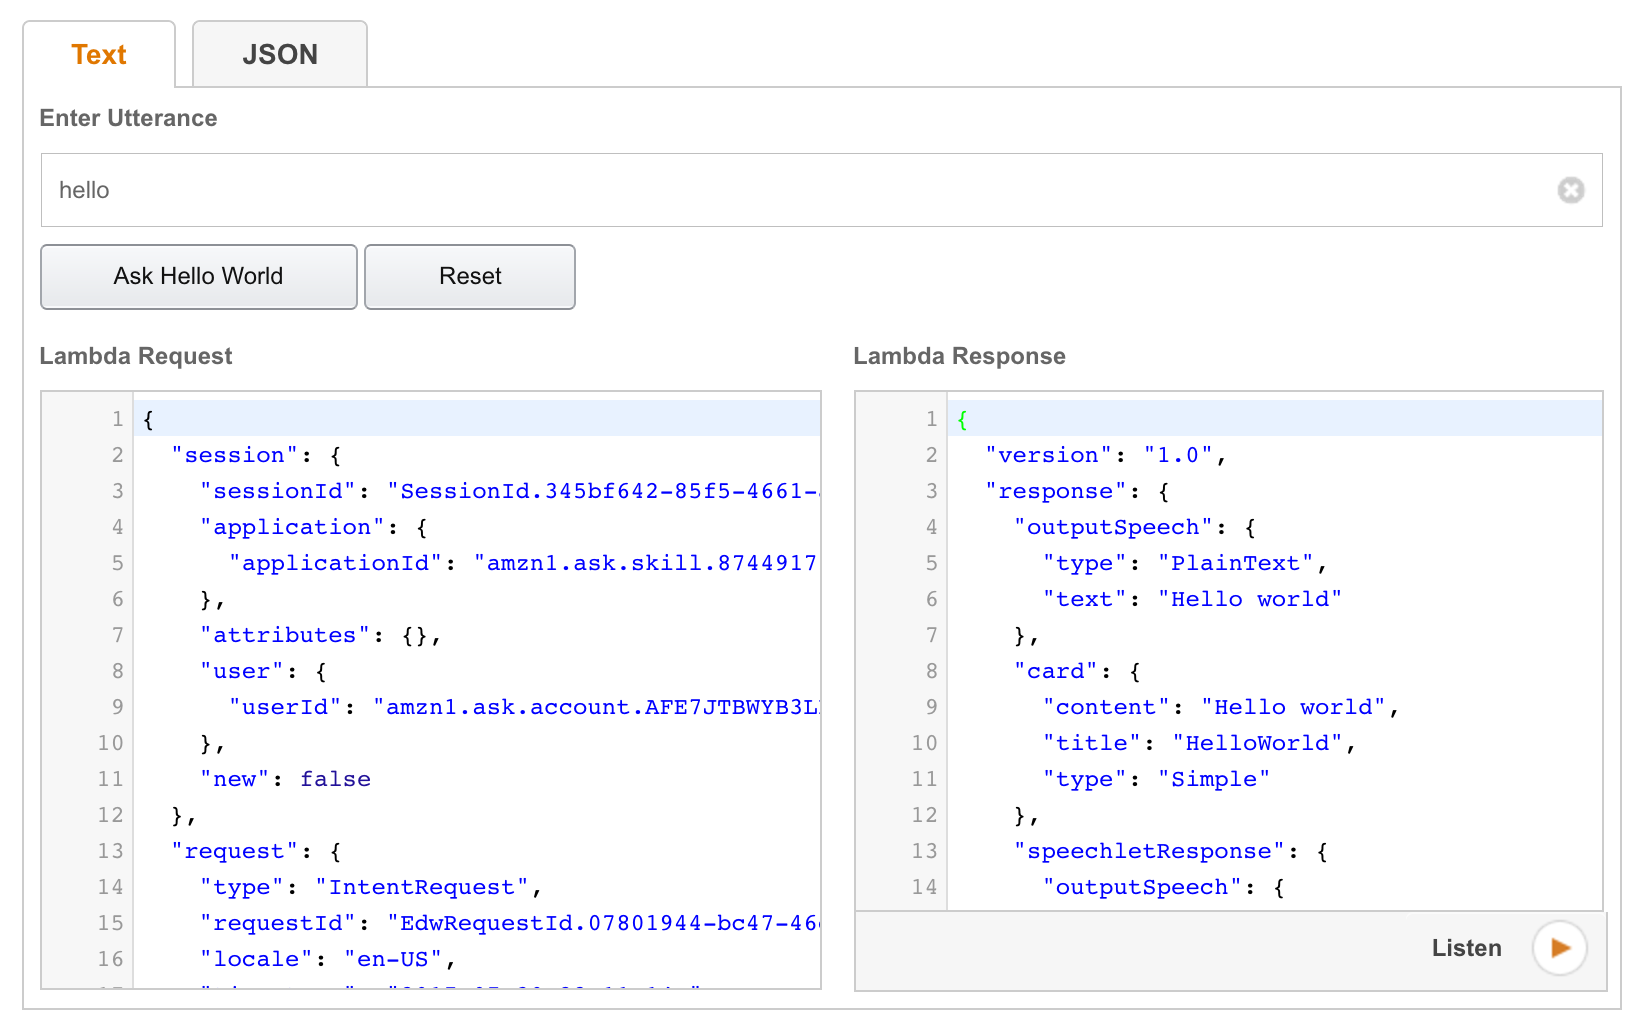 Text JSON
Enter Utterance
hello
Ask Hello World Reset
Lambda Request
1 {
2 "session": {
3 "sessionId": "SessionId.345bf642-85f5-4661-
4 "application": {
5 "applicationId": "amzn1.ask.skill.8744917
6 },
7 "attributes": {},
8 "user": {
9 "userId": "amzn1.ask.account.AFE7JTBWYB3L
10 },
11 "new": false
12 },
13 "request": {
14 "type": "IntentRequest",
15 "requestId": "EdwRequestId.07801944-bc47-46
16 "locale": "en-US",
Lambda Response
1 {
2 "version": "1.0",
3 "response": {
4 "outputSpeech": {
5 "type": "PlainText",
6 "text": "Hello world"
7 },
8 "card": {
9 "content": "Hello world",
10 "title": "HelloWorld",
11 "type": "Simple"
12 },
13 "speechletResponse": {
14 "outputSpeech": {
Listen